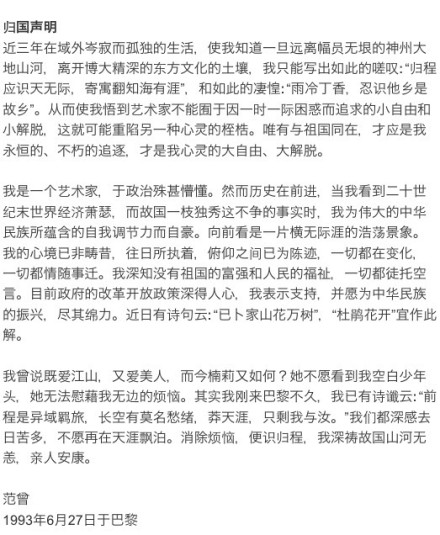 归国声明
近三年在域外岑寂而孤独的生活，使我知道一旦远离幅员无垠的神州大
地山河，离开博大精深的东方文化的土壤，我只能写出如此的嗟叹：“归程
应识天无际，寄寓翻知海有涯”，和如此的凄惶：“雨冷丁香，忍识他乡是
故乡”。从而使我悟到艺术家不能囿于因一时一际困惑而追求的小自由和
小解脱，这就可能重陷另一种心灵的桎梏。唯有与祖国同在，才应是我
永恒的、不朽的追逐，才是我心灵的大自由、大解脱。
我是一个艺术家，于政治殊甚懵懂。然而历史在前进，当我看到二十世
纪末世界经济萧瑟，而故国一枝独秀这不争的事实时，我为伟大的中华
民族所蕴含的自我调节力而自豪。向前看是一片横无际涯的浩荡景象。
我的心境已非畴昔，往日所执着，俯仰之间已为陈迹，一切都在变化，
一切都情随事迁。我深知没有祖国的富强和人民的福祉，一切都徒托空
言。目前政府的改革开放政策深得人心，我表示支持，并愿为中华民族
的振兴，尽其绵力。近日有诗句云：“已卜家山花万树”，“杜鹃花开”宜作此
解。
我曾说既爱江山，又爱美人，而今楠莉又如何？她不愿看到我空白少年
头，她无法慰藉我无边的烦恼。其实我刚来巴黎不久，我已有诗谶云：“前
程是异域羁旅，长空有莫名愁绪，莽天涯，只剩我与汝。”我们都深感去
日苦多，不愿再在天涯飘泊。消除烦恼，便识归程，我深祷故国山河无
恙，亲人安康。
范曾
1993年6月27日于巴黎